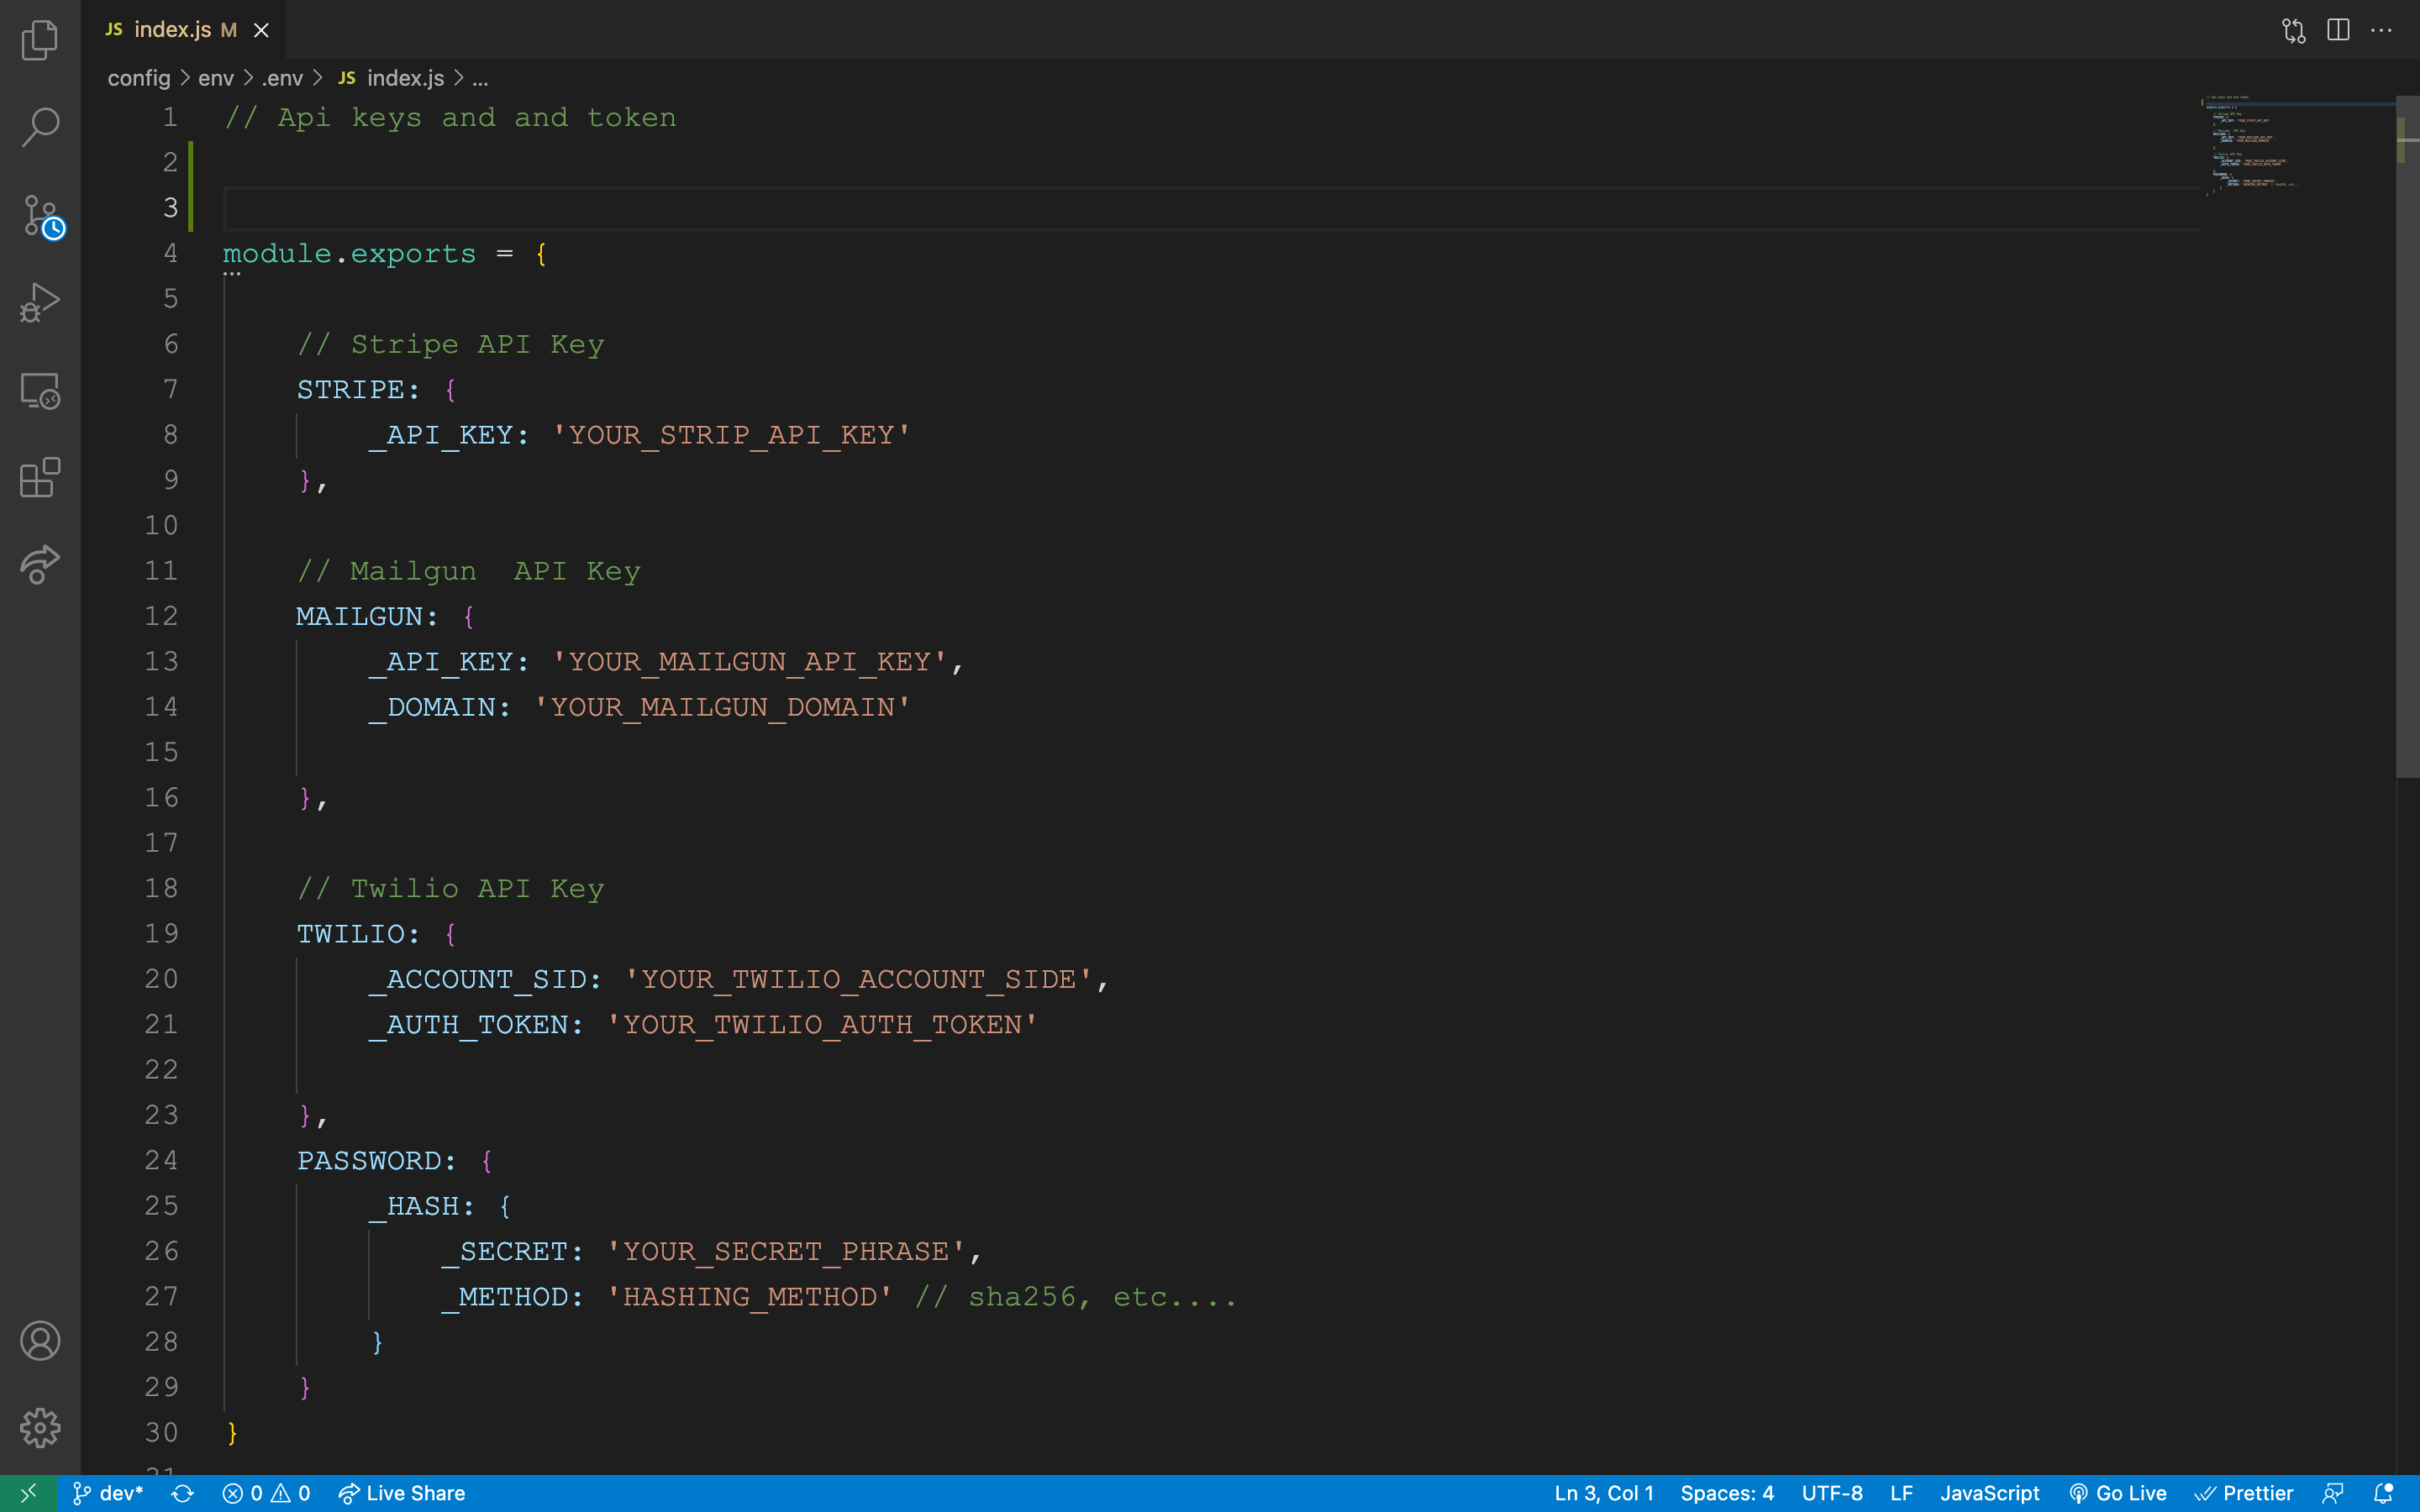 JS index.js M
config > env > .env > JS index.js > ...
1 // Api keys and and token
2
3
4 module.exports = {
5
6 // Stripe API Key
7 STRIPE: {
8 _API_KEY: 'YOUR_STRIP_API_KEY'
9 },
10
11 // Mailgun  API Key
12 MAILGUN: {
13 _API_KEY: 'YOUR_MAILGUN_API_KEY',
14 _DOMAIN: 'YOUR_MAILGUN_DOMAIN'
15
16 },
17
18 // Twilio API Key
19 TWILIO: {
20 _ACCOUNT_SID: 'YOUR_TWILIO_ACCOUNT_SIDE',
21 _AUTH_TOKEN: 'YOUR_TWILIO_AUTH_TOKEN'
22
23 },
24 PASSWORD: {
25 _HASH: {
26 _SECRET: 'YOUR_SECRET_PHRASE',
27 _METHOD: 'HASHING_METHOD' // sha256, etc....
28 }
29 }
30 }
31
dev* 0 0 Live Share Ln 3, Col 1 Spaces: 4 UTF-8 LF JavaScript Go Live Prettier